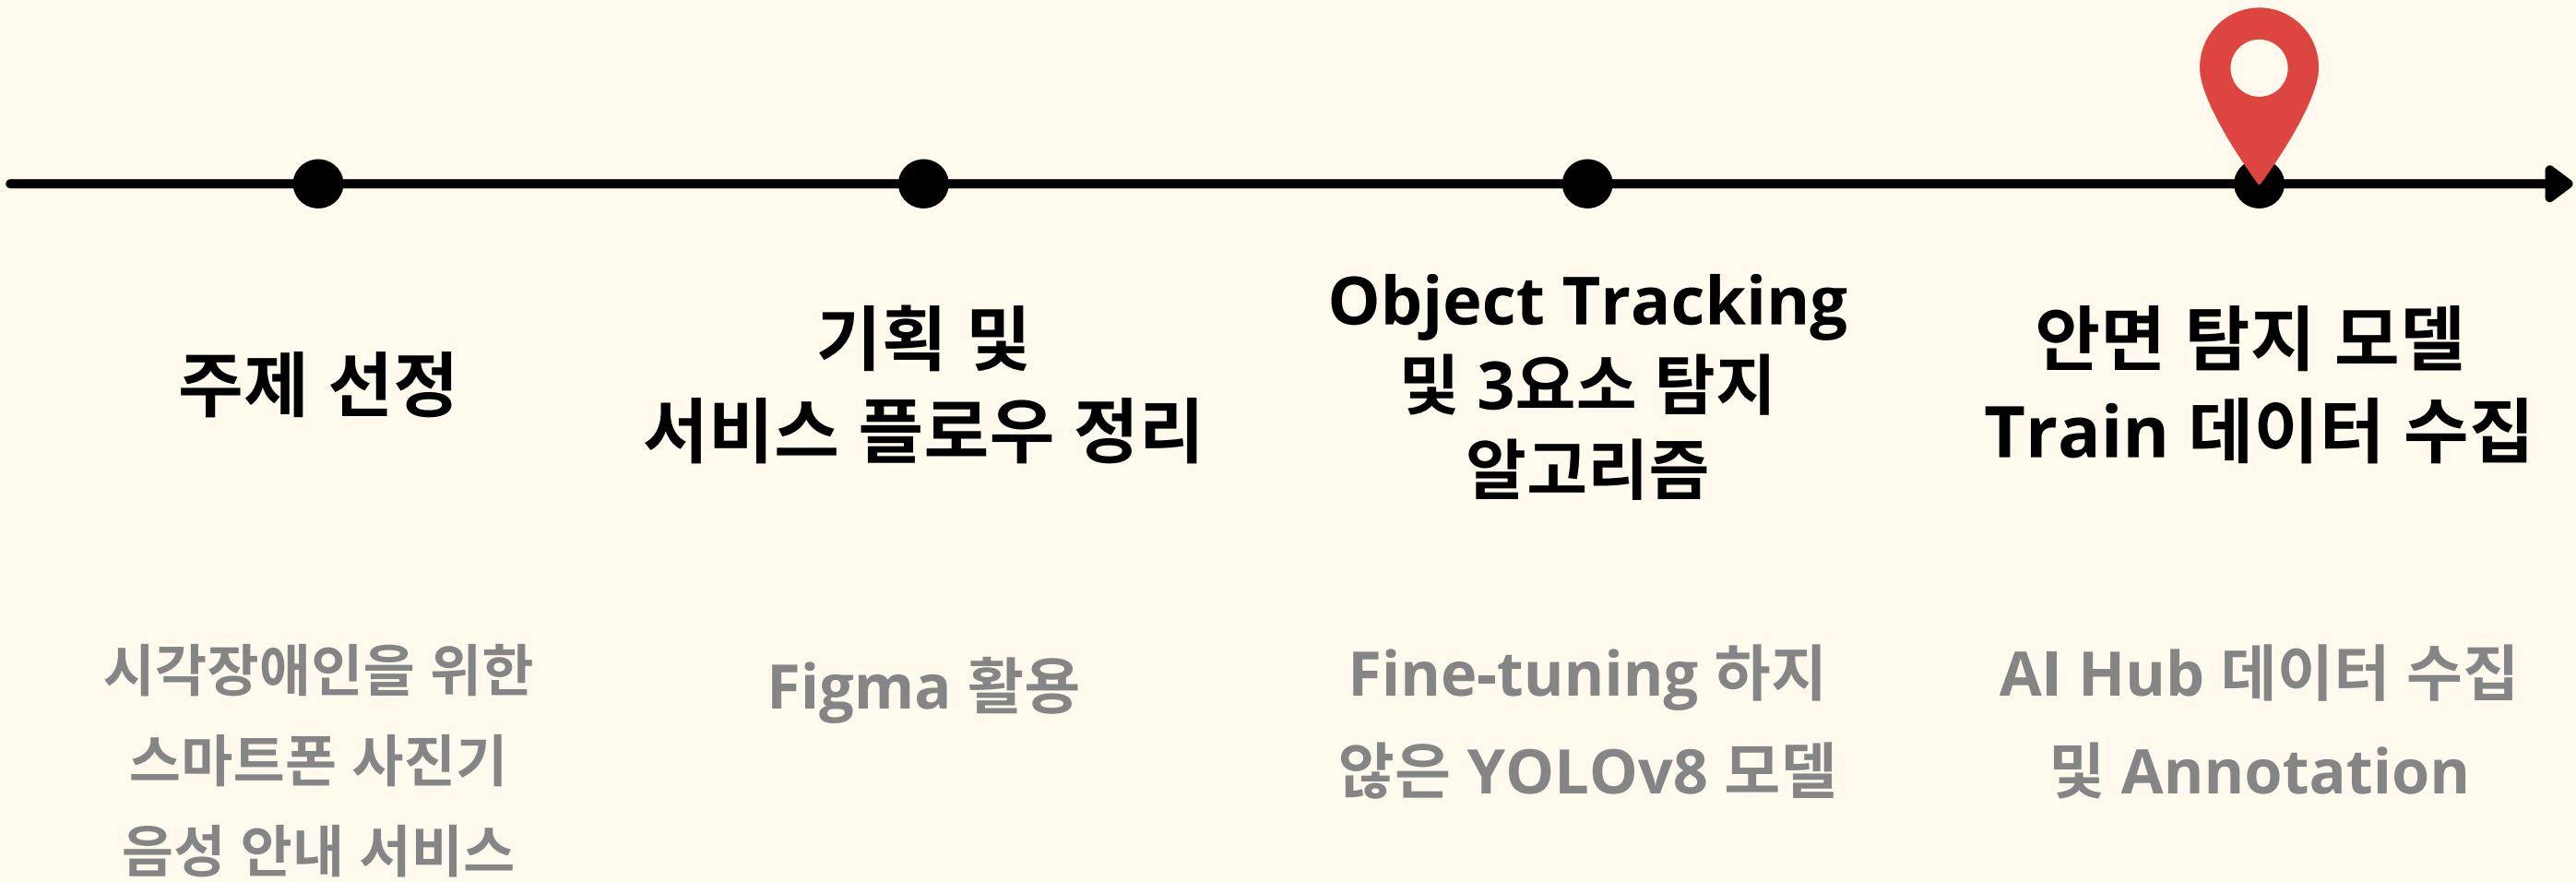 주제 선정
시각장애인을 위한
스마트폰 사진기
음성 안내 서비스
기획 및
서비스 플로우 정리
Figma 활용
Object Tracking
및 3요소 탐지
알고리즘
Fine-tuning 하지
않은 YOLOv8 모델
안면 탐지 모델
Train 데이터 수집
AI Hub 데이터 수집
및 Annotation